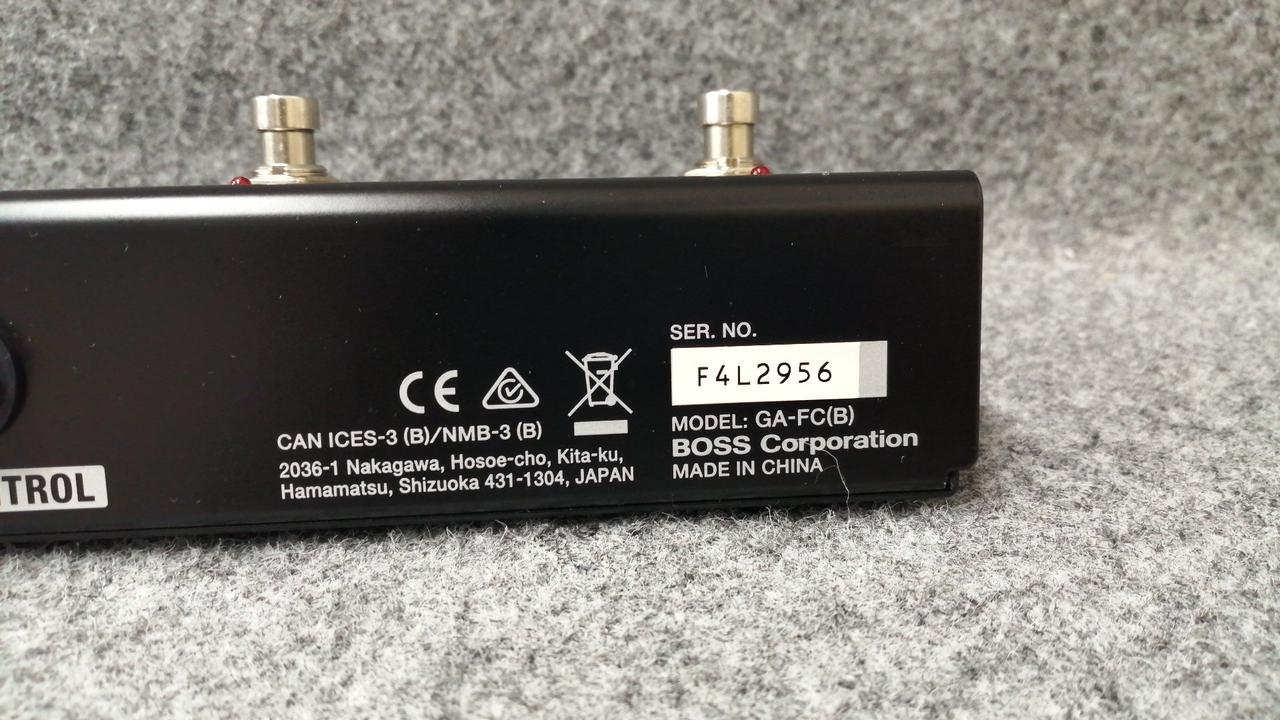 SER. NO.
F4L2956
MODEL: GA-FC(B)
BOSS Corporation
MADE IN CHINA
CE
CAN ICES-3 (B)/NMB-3 (B)
2036-1 Nakagawa, Hosoe-cho, Kita-ku,
Hamamatsu, Shizuoka 431-1304, JAPAN
TROL